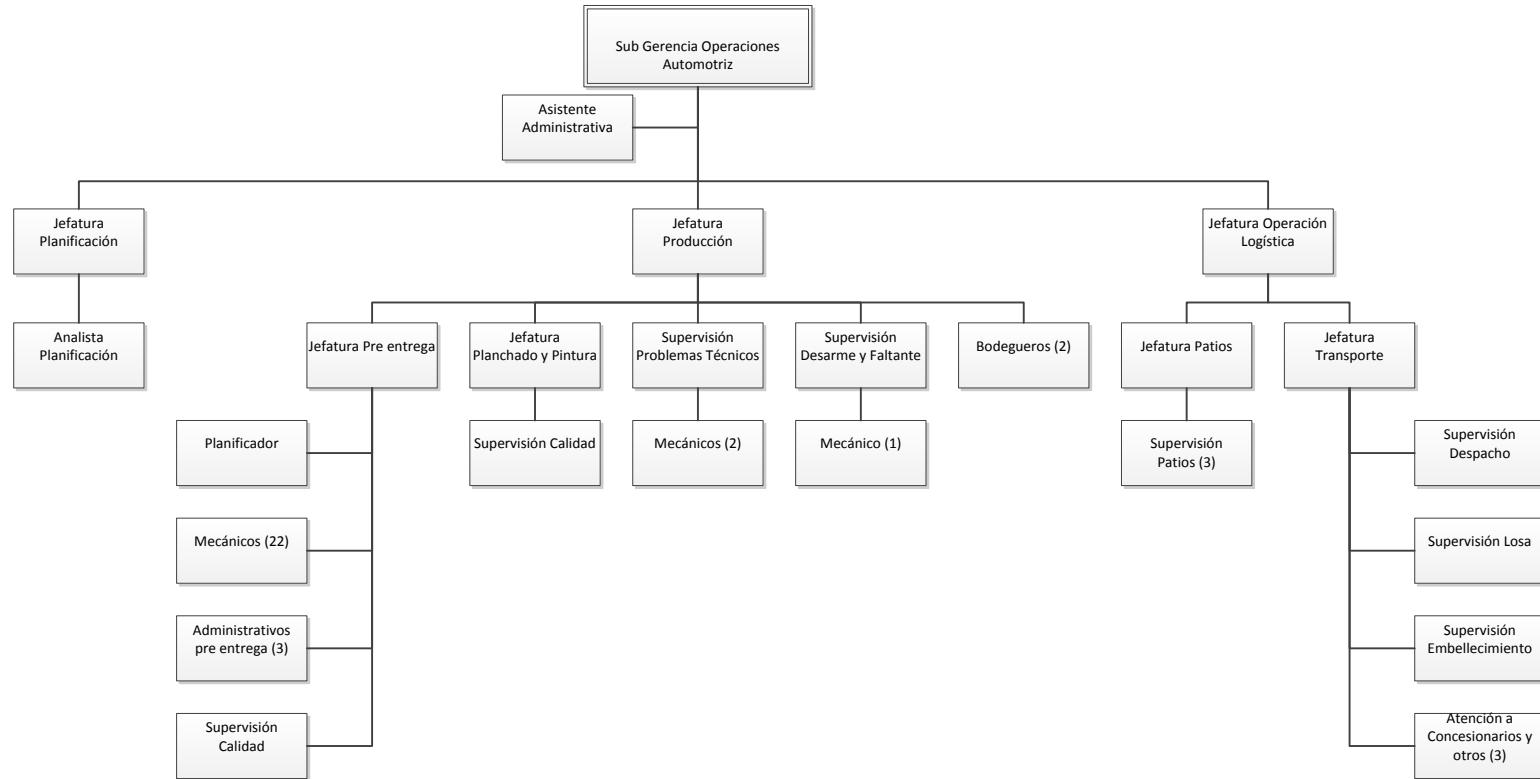 Sub Gerencia Operaciones
Automotriz
Asistente
Administrativa
Jefatura
Planificación
Jefatura
Producción
Jefatura Operación
Logística
Analista
Planificación
Jefatura Pre entrega
Jefatura
Planchado y Pintura
Supervisión
Problemas Técnicos
Supervisión
Desarme y Faltante
Bodegueros (2)
Jefatura Patios
Jefatura
Transporte
Planificador
Supervisión Calidad
Mecánicos (2)
Mecánico (1)
Supervisión
Patios (3)
Supervisión
Despacho
Mecánicos (22)
Supervisión Losa
Administrativos
pre entrega (3)
Supervisión
Embellecimiento
Supervisión
Calidad
Atención a
Concesionarios y
otros (3)